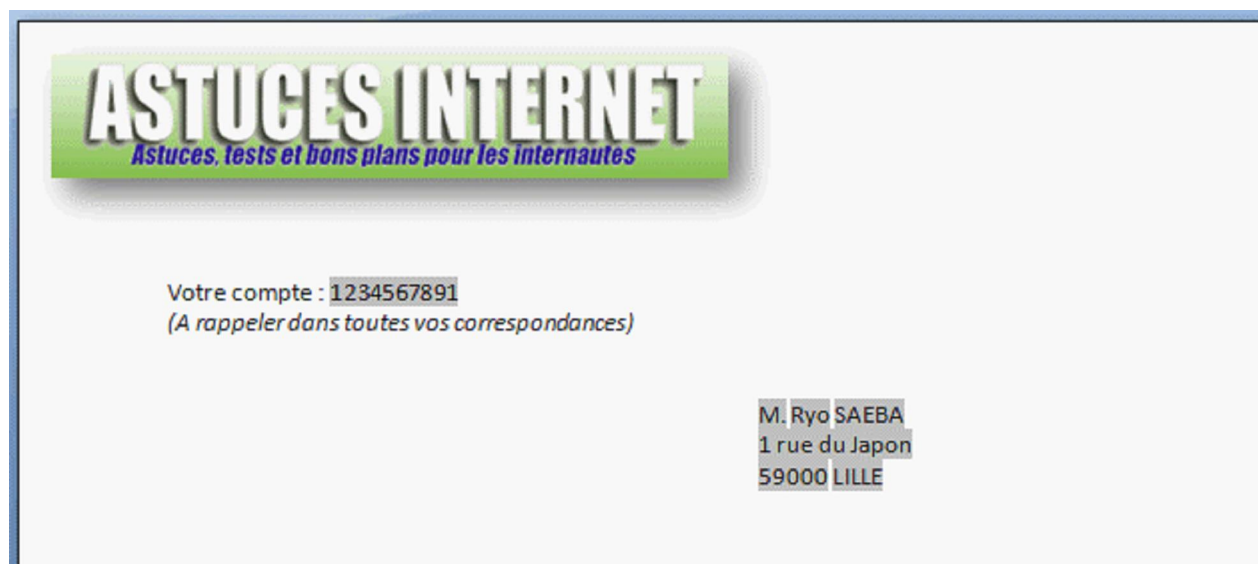 ASTUCES INTERNET
Astuces, tests et bons plans pour les internautes
Votre compte : 1234567891
(A rappeler dans toutes vos correspondances)
M. Ryo SAEBA
1 rue du Japon
59000 LILLE